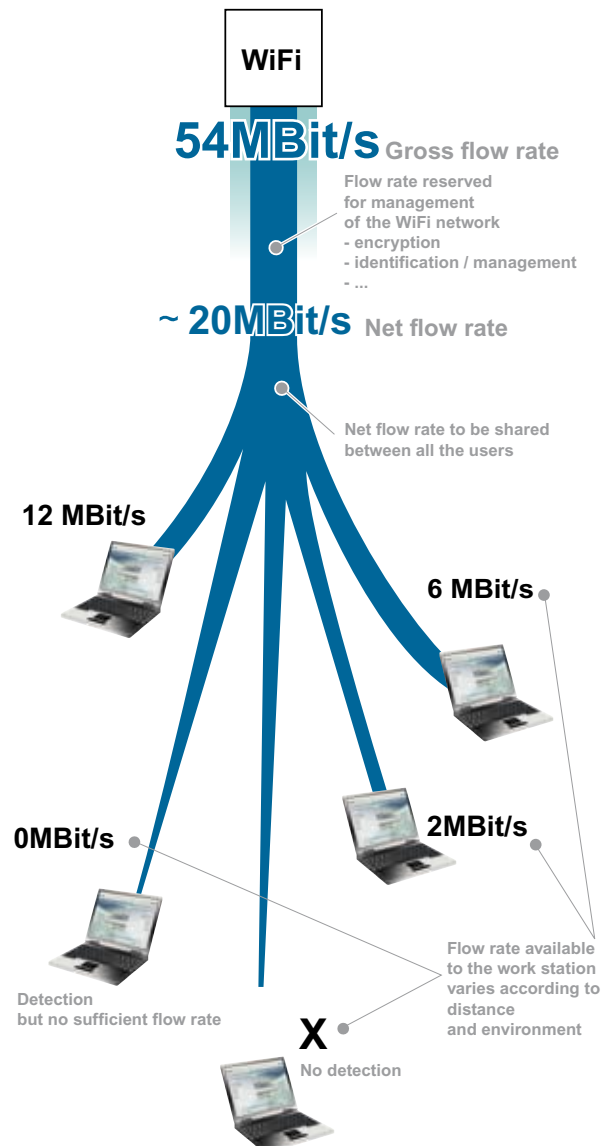 WiFi
54MBit/s Gross flow rate
Flow rate reserved
for management
of the WiFi network
- encryption
- identification / management
- ...
~ 20MBit/s Net flow rate
Net flow rate to be shared
between all the users
12 MBit/s
6 MBit/s
0MBit/s
2MBit/s
Detection
but no sufficient flow rate
Flow rate available
to the work station
varies according to
distance
and environment
X
No detection